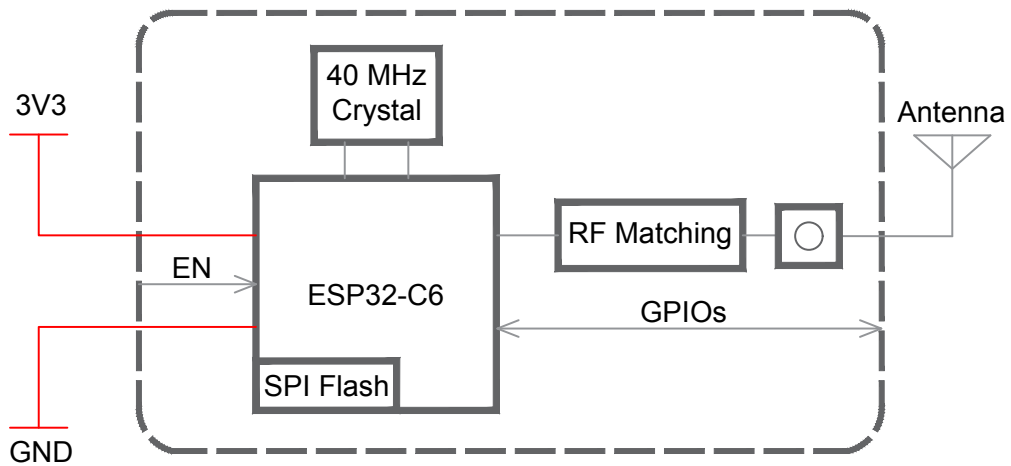 40 MHz
Crystal
3V3
Antenna
RF Matching
EN
ESP32-C6
GPIOs
SPI Flash
GND